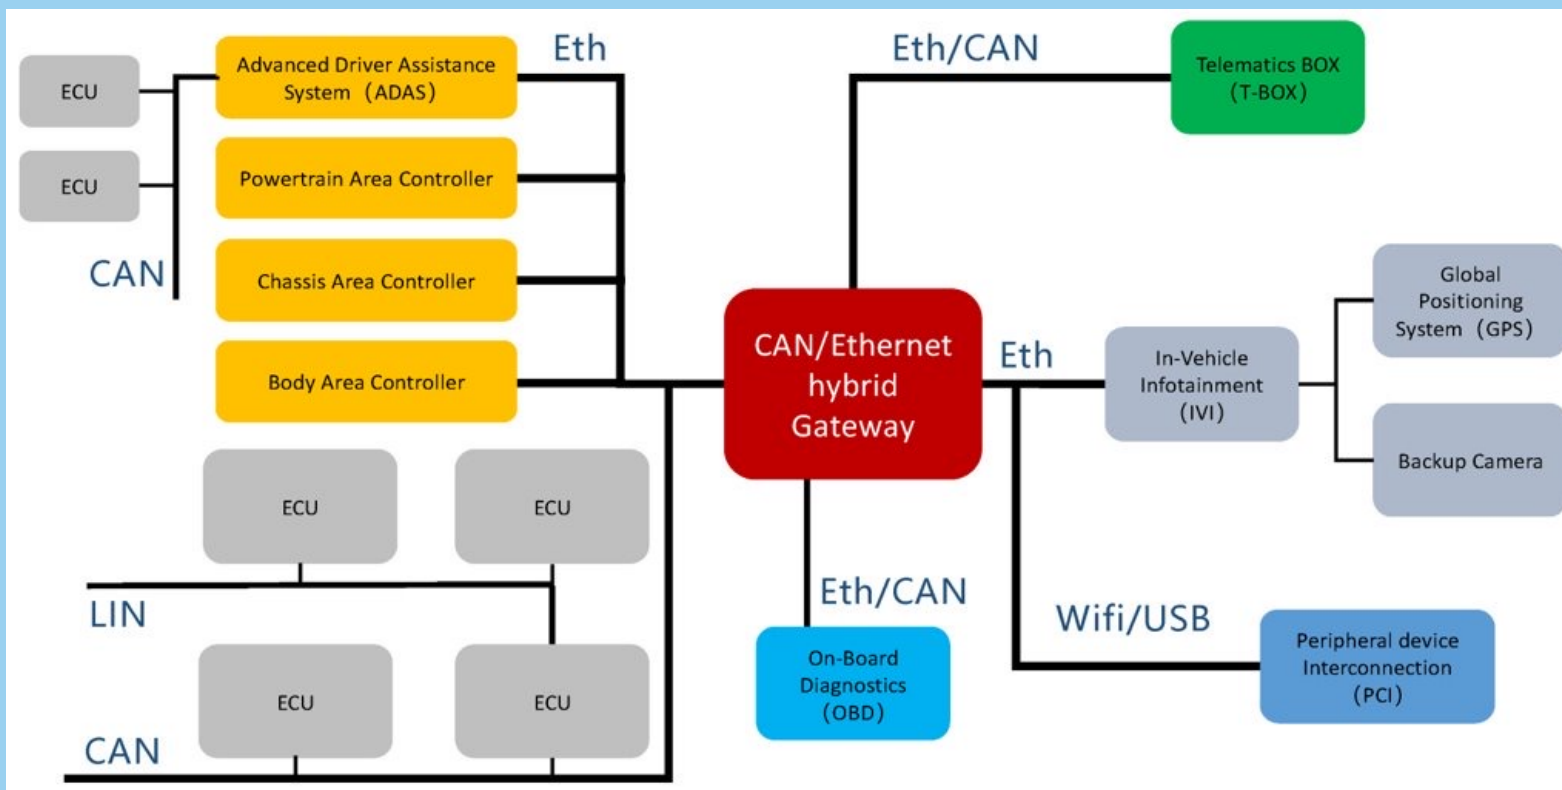 ECU
ECU
CAN
Advanced Driver Assistance
System（ADAS）
Powertrain Area Controller
Chassis Area Controller
Body Area Controller
Eth
Eth/CAN
Telematics BOX
（T-BOX）
CAN/Ethernet
hybrid
Gateway
Eth
In-Vehicle
Infotainment
（IVI）
Global
Positioning
System（GPS）
Backup Camera
ECU
ECU
LIN
ECU
ECU
CAN
Eth/CAN
On-Board
Diagnostics
（OBD）
Wifi/USB
Peripheral device
Interconnection
（PCI）